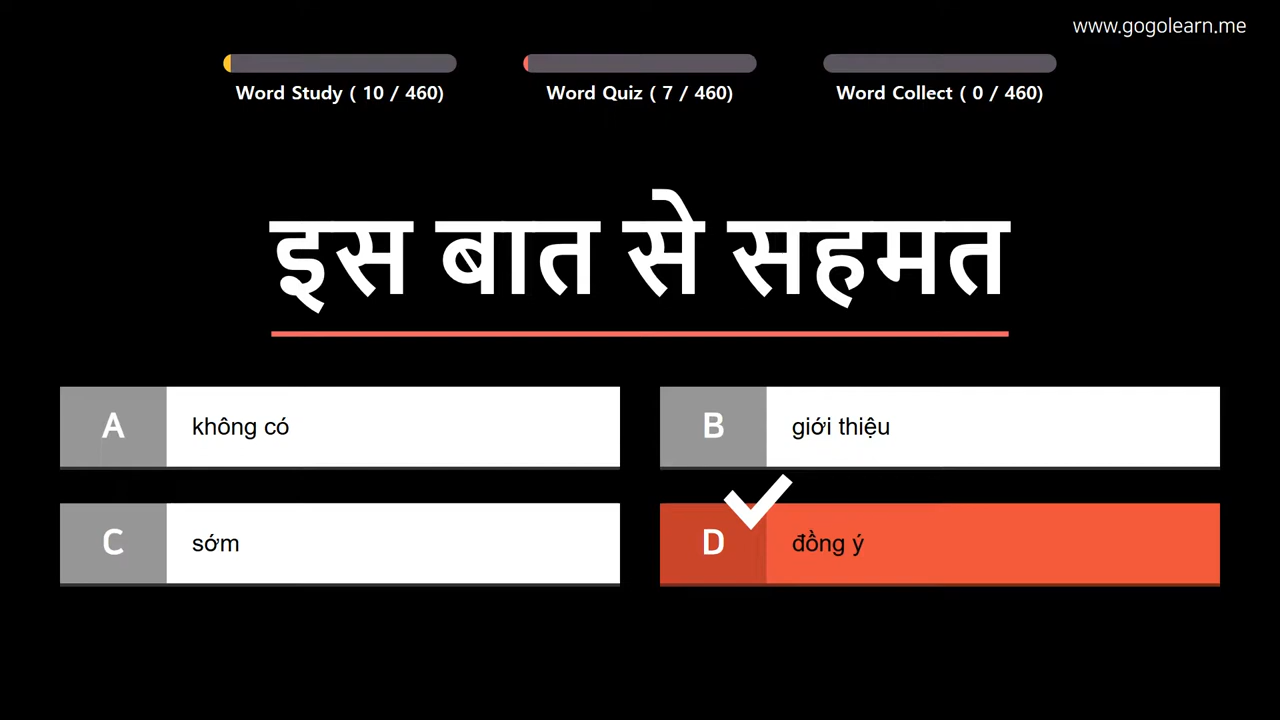 www.gogolearn.me
Word Study ( 10 / 460)
Word Quiz ( 7 / 460)
Word Collect ( 0 / 460)
इस बात से सहमत
A không có
B giới thiệu
C sớm
D đồng ý